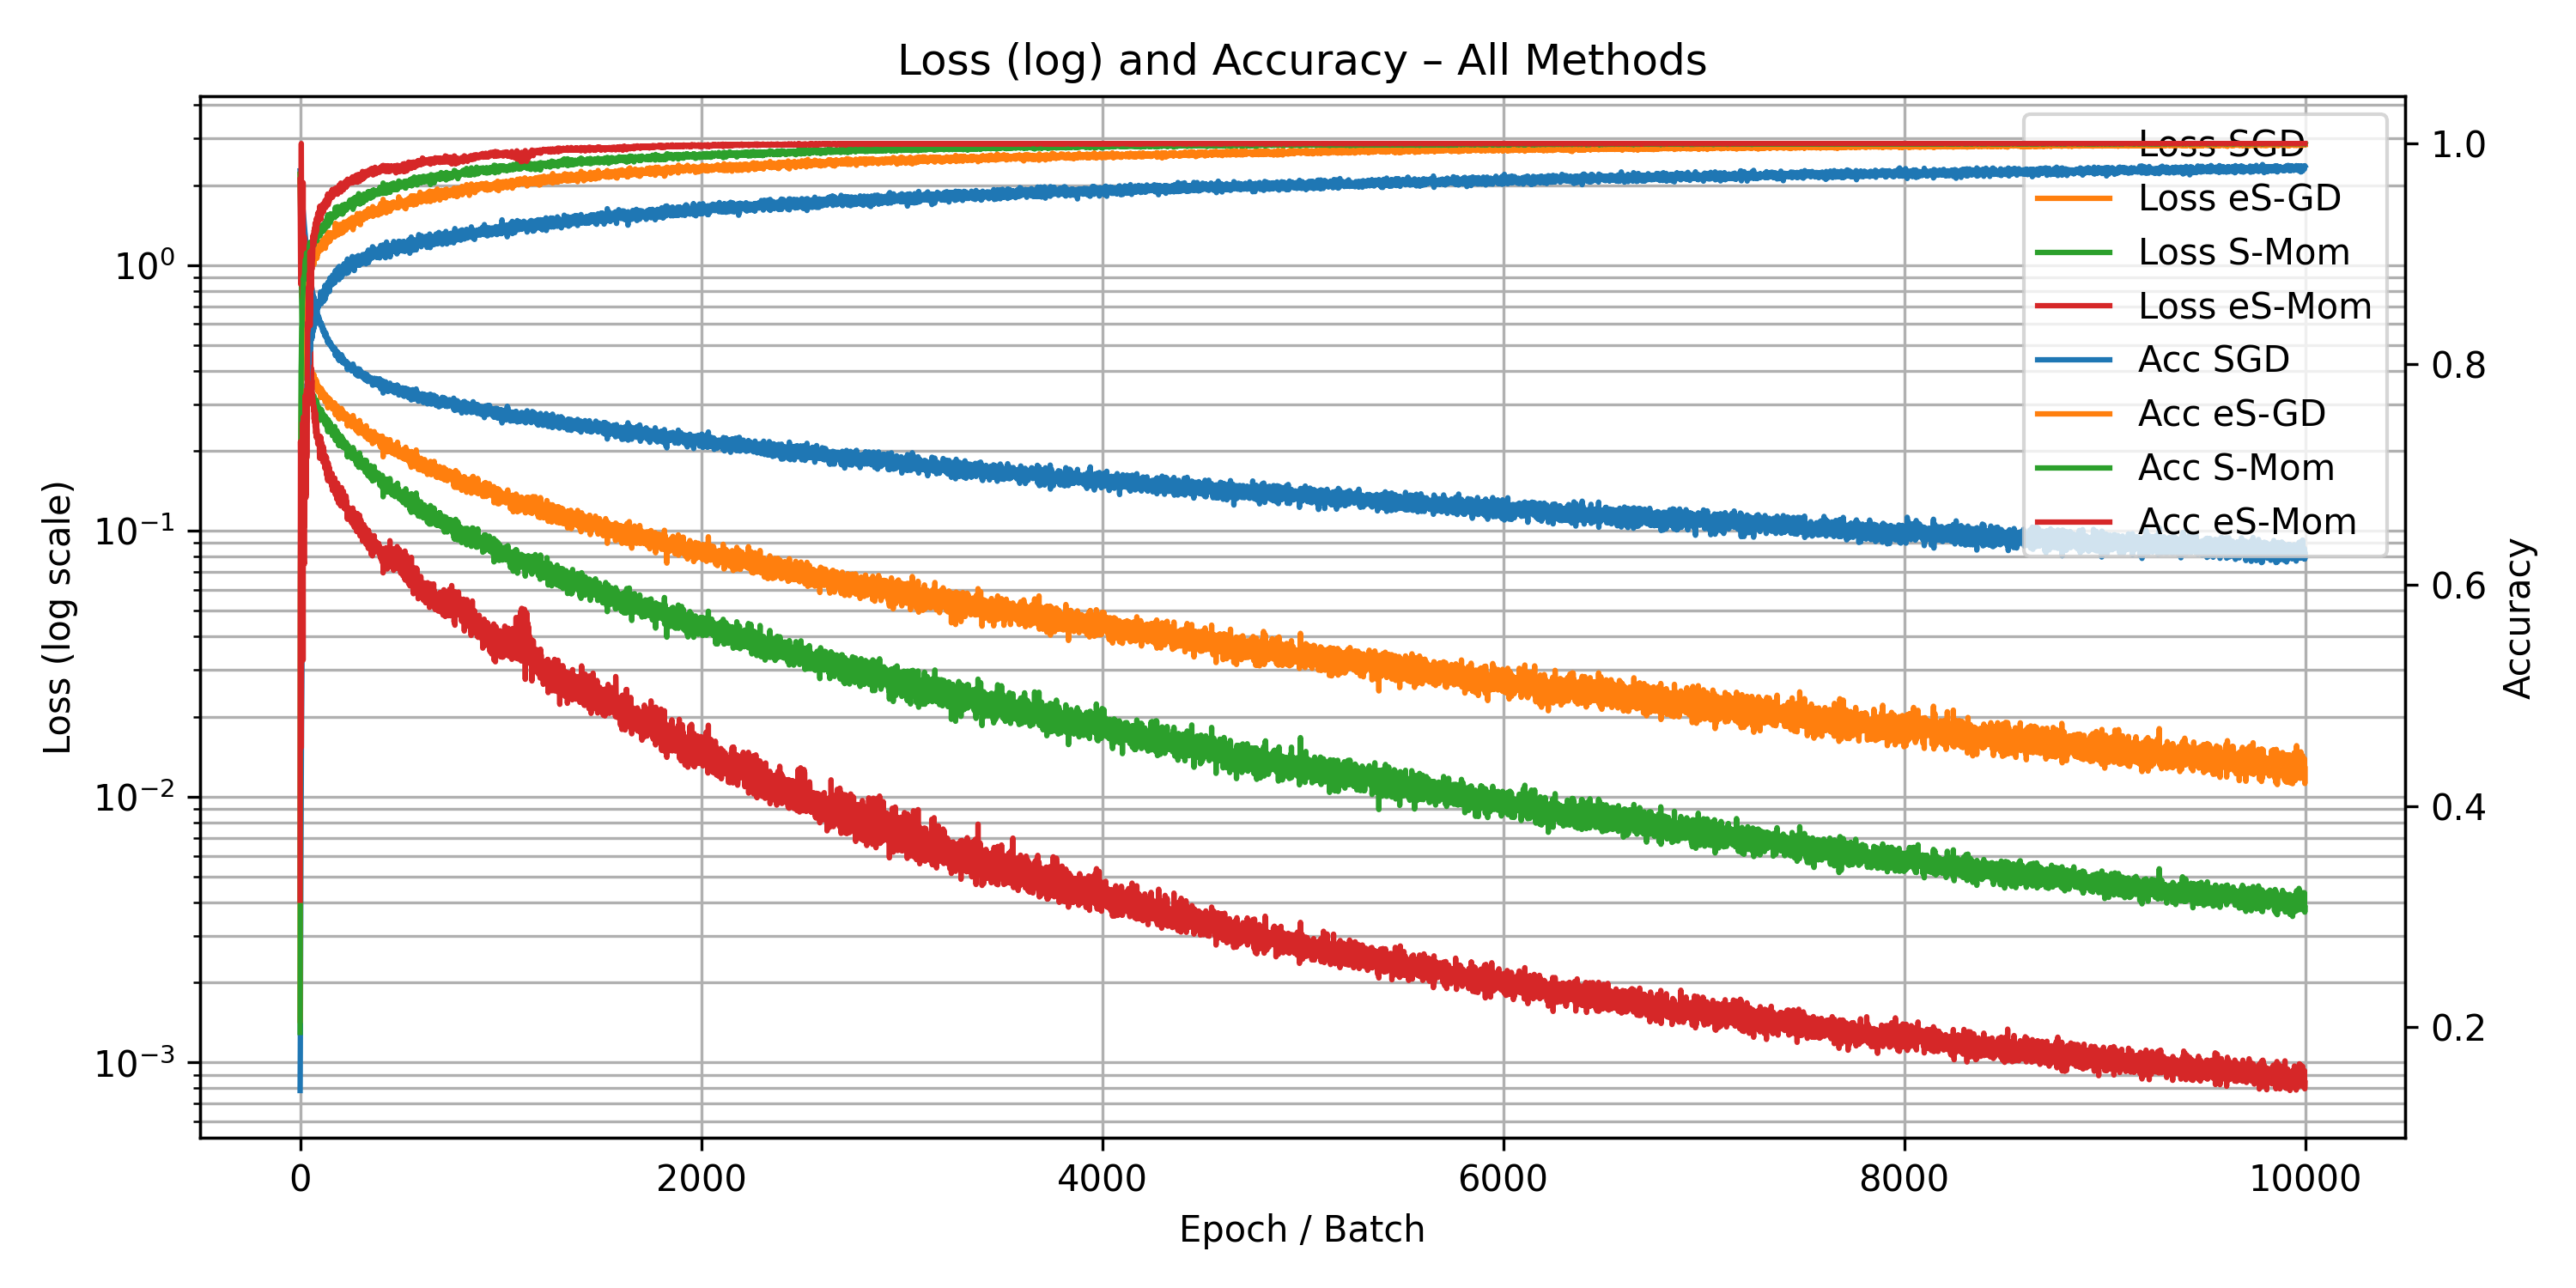 Loss (log) and Accuracy – All Methods
Loss (log scale)
10⁰
10⁻¹
10⁻²
10⁻³
Loss SGD
Loss eS-GD
Loss S-Mom
Loss eS-Mom
Acc SGD
Acc eS-GD
Acc S-Mom
Acc eS-Mom
1.0
0.8
0.6
0.4
0.2
Accuracy
0 2000 4000 6000 8000 10000
Epoch / Batch